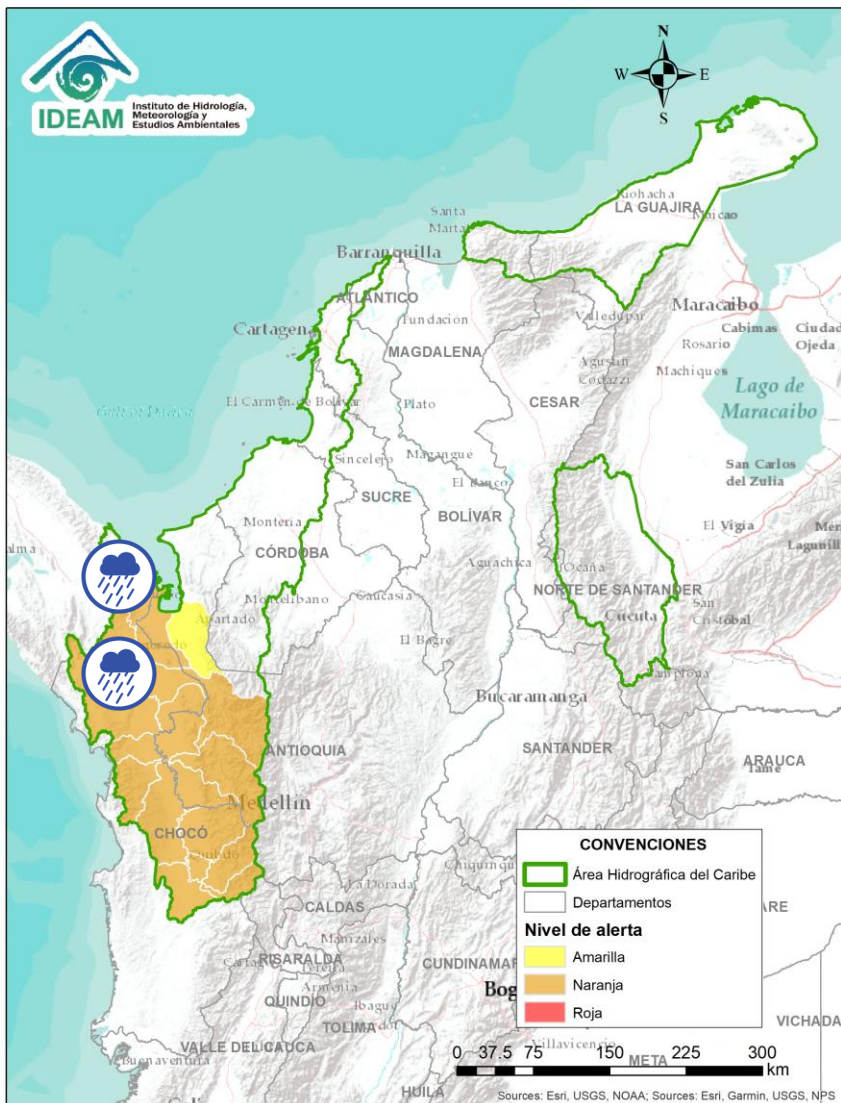 IDEAM
Instituto de Hidrología,
Meteorología y
Estudios Ambientales
N
W
E
S
Riohacha
LA GUAJIRA
Maicao
Santa
Marta
Barranquilla
ATLÁNTICO
Cartagena
Fundación
Valledupar
Maracaibo
Cabimas
Ciudad
Ojeda
Rosario
Machiques
MAGDALENA
Agustín
Codazzi
Lago de
Maracaibo
El Carmen de Bolívar
Plato
CESAR
Sincelejo
Magangué
San Carlos
del Zulia
SUCRE
El Banco
BOLÍVAR
Montería
El Vigía
CÓRDOBA
Aguachica
Ocaña
NORTE DE SANTANDER
Montelíbano
Caucasia
Apartadó
Cúcuta
San
Cristóbal
El Bagre
Bucaramanga
ANTIOQUIA
SANTANDER
ARAUCA
Tame
Medellín
CHOCÓ
Quibdó
La Dorada
CALDAS
Manizales
RISARALDA
Pereira
Armenia
QUINDÍO
Ibagué
TOLIMA
VALLE DEL CAUCA
Buenaventura
HUILA
Villavicencio
META
VICHADA
CONVENCIONES
Área Hidrográfica del Caribe
Departamentos
Nivel de alerta
Amarilla
Naranja
Roja
0 37.5 75 150 225 300
km
Sources: Esri, USGS, NOAA; Sources: Esri, Garmin, USGS, NPS